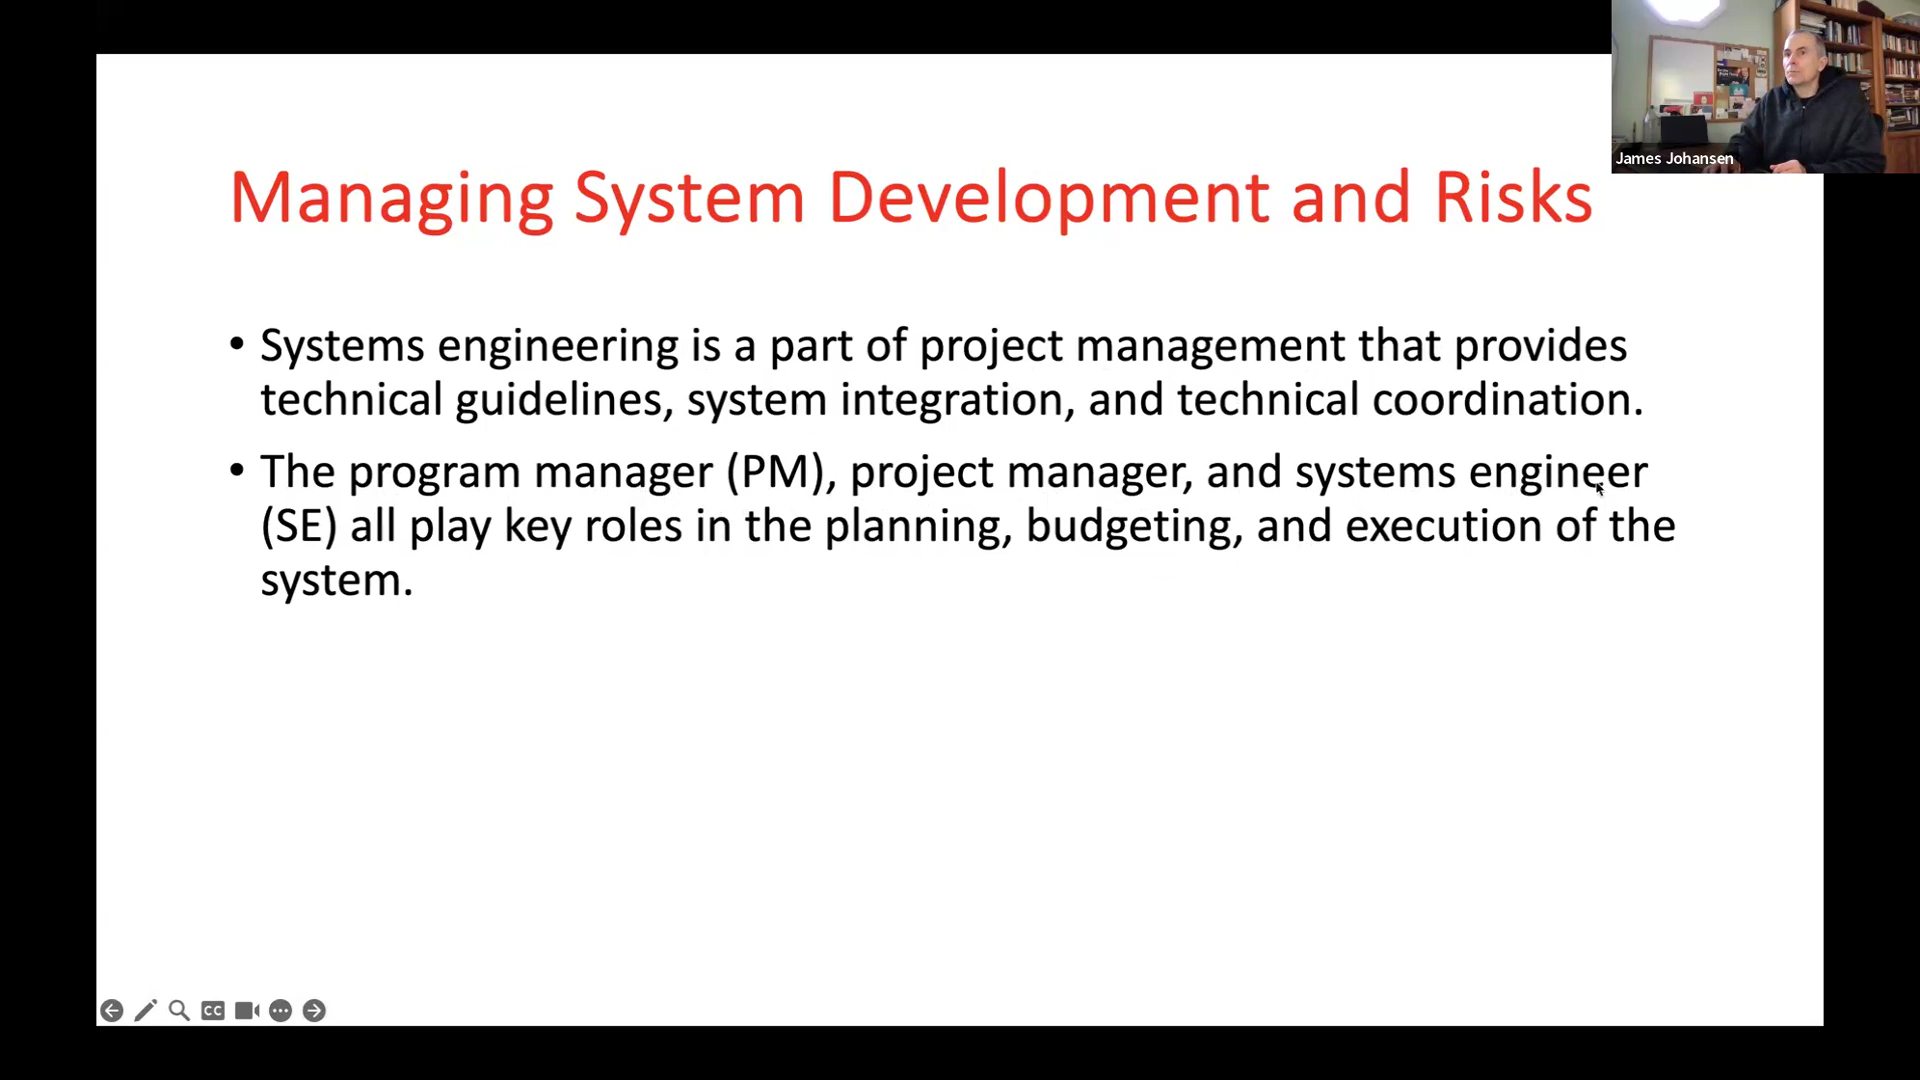 James Johansen
Managing System Development and Risks
• Systems engineering is a part of project management that provides
technical guidelines, system integration, and technical coordination.
• The program manager (PM), project manager, and systems engineer
(SE) all play key roles in the planning, budgeting, and execution of the
system.
CC